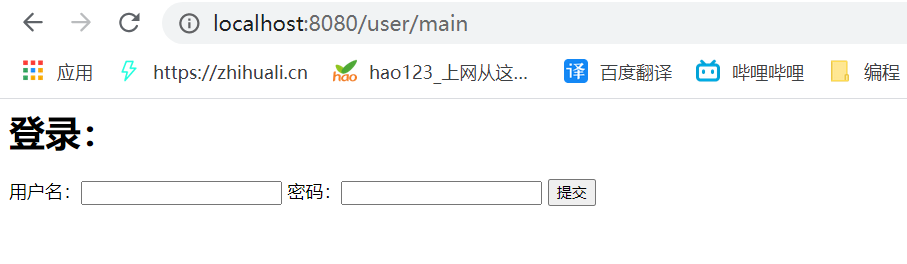 localhost:8080/user/main
应用 https://zhihuali.cn hao hao123_上网从这... 译 百度翻译 哔哩哔哩 编程
登录：
用户名： 密码： 提交